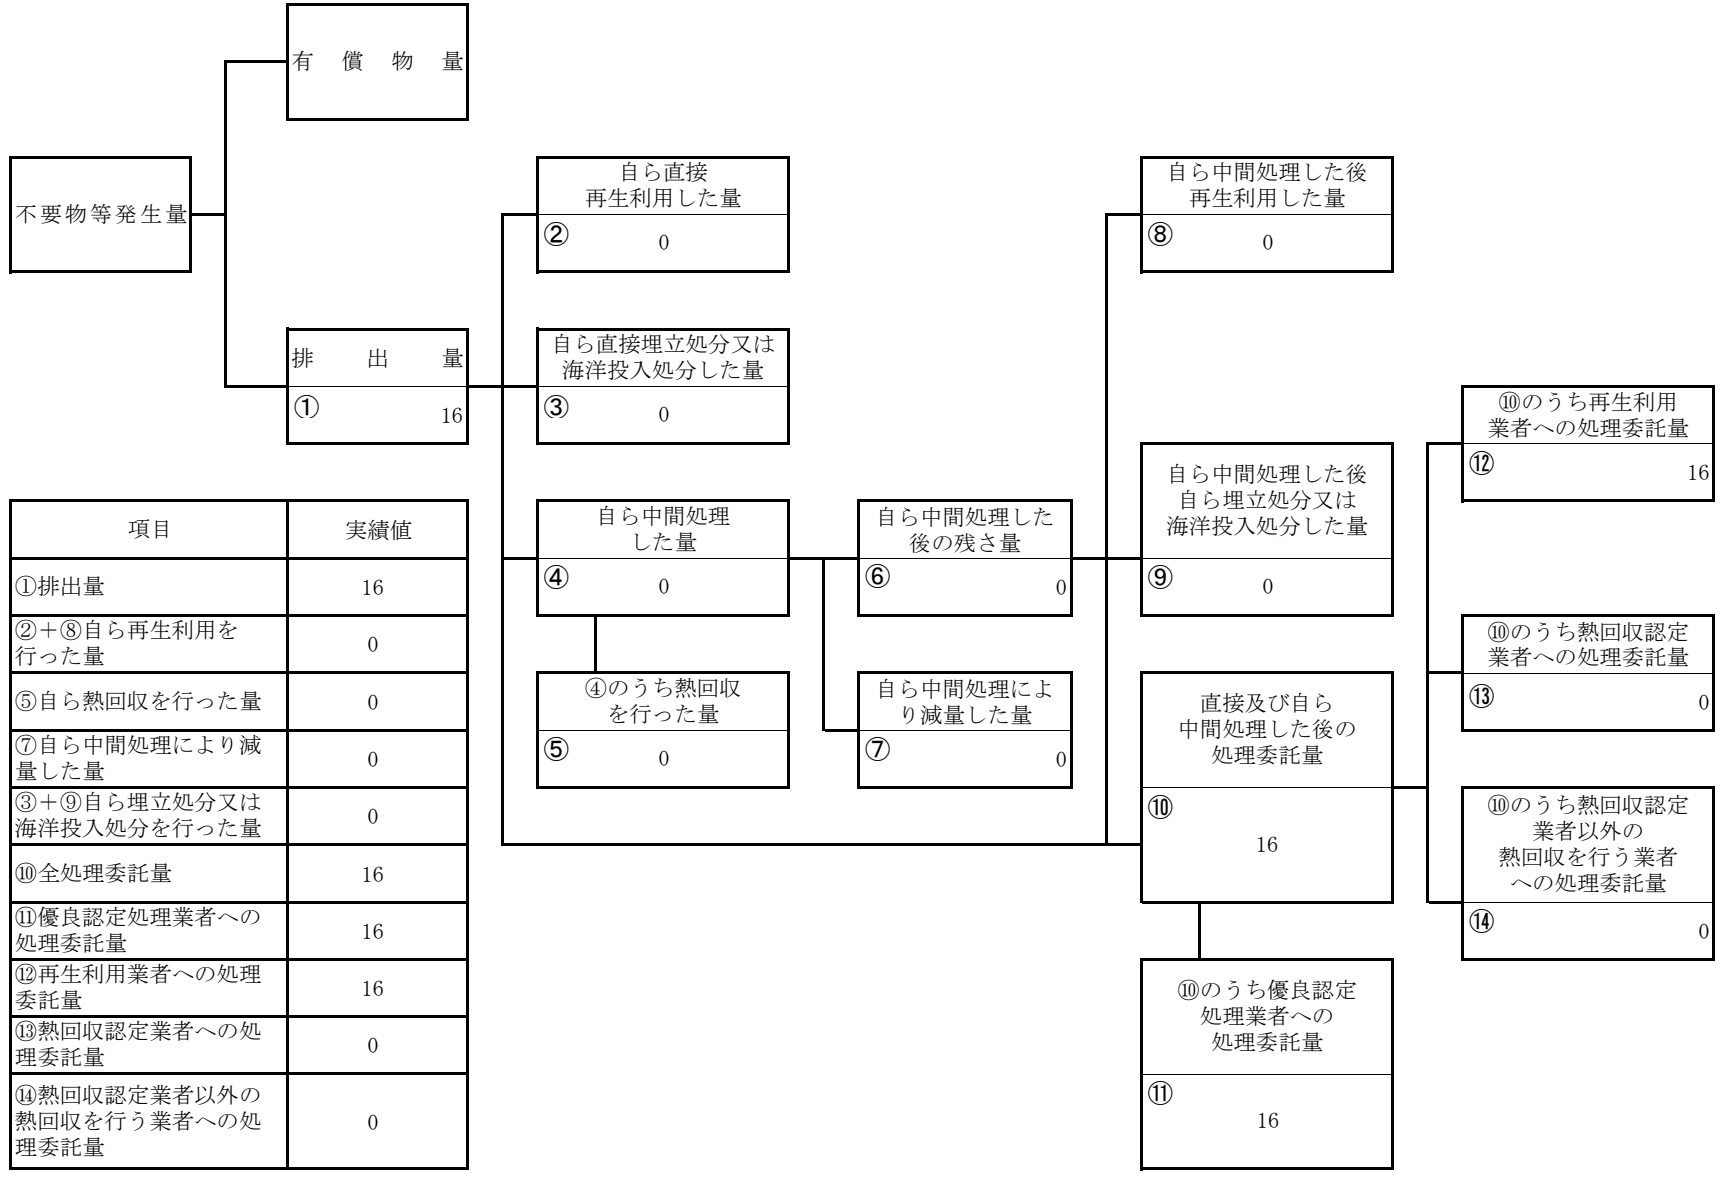 有償物量
不要物等発生量
排出量
①
16
自ら直接
再生利用した量
②
0
自ら直接埋立処分又は
海洋投入処分した量
③
0
自ら中間処理
した量
④
0
④のうち熱回収
を行った量
⑤
0
自ら中間処理した
後の残さ量
⑥
0
自ら中間処理によ
り減量した量
⑦
0
自ら中間処理した後
再生利用した量
⑧
0
自ら中間処理した後
自ら埋立処分又は
海洋投入処分した量
⑨
0
直接及び自ら
中間処理した後の
処理委託量
⑩
16
⑩のうち優良認定
処理業者への
処理委託量
⑪
16
⑩のうち再生利用
業者への処理委託量
⑫
16
⑩のうち熱回収認定
業者への処理委託量
⑬
0
⑩のうち熱回収認定
業者以外の
熱回収を行う業者
への処理委託量
⑭
0
項目 実績値
①排出量 16
②+⑧自ら再生利用を
行った量
0
⑤自ら熱回収を行った量 0
⑦自ら中間処理により減
量した量
0
③+⑨自ら埋立処分又は
海洋投入処分を行った量
0
⑩全処理委託量 16
⑪優良認定処理業者への
処理委託量
16
⑫再生利用業者への処理
委託量
16
⑬熱回収認定業者への処
理委託量
0
⑭熱回収認定業者以外の
熱回収を行う業者への処
理委託量
0